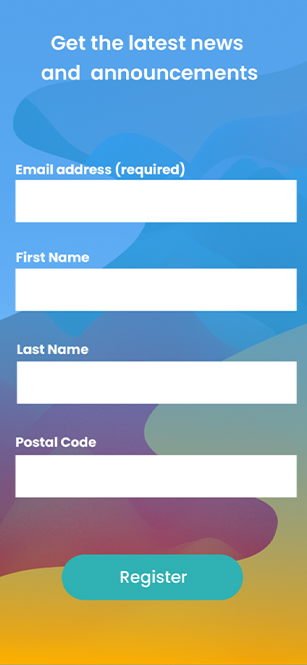 Get the latest news
and announcements
Email address (required)
First Name
Last Name
Postal Code
Register